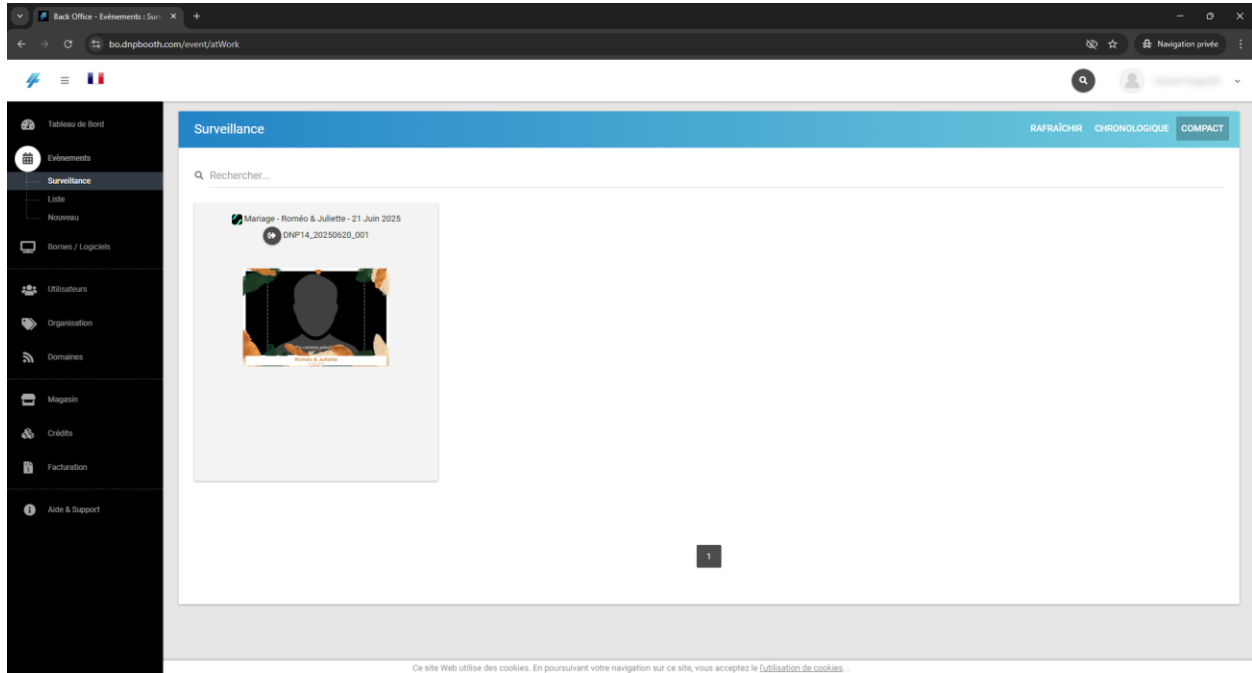 Back Office - Evènements : Sur
bo.dnpbooth.com/event/atWork
Navigation privée
Tableau de Bord
Evènements
Surveillance
Liste
Nouveau
Bornes / Logiciels
Utilisateurs
Organisation
Domaines
Magasin
Crédits
Facturation
Aide & Support
Surveillance
RAFRAÎCHIR CHRONOLOGIQUE COMPACT
Rechercher...
Mariage - Roméo & Juliette - 21 Juin 2025
DNP14_20250620_001
Roméo & Juliette
1
Ce site Web utilise des cookies. En poursuivant votre navigation sur ce site, vous acceptez le l'utilisation de cookies. .